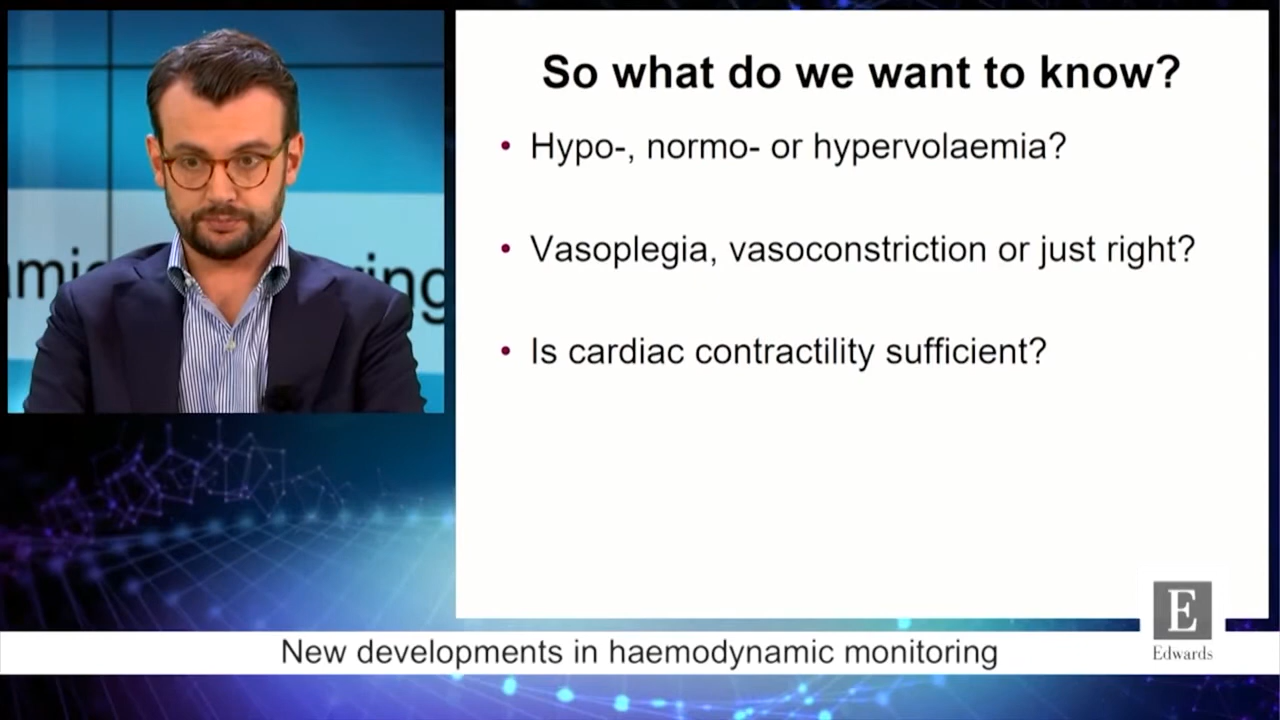 So what do we want to know?
• Hypo-, normo- or hypervolaemia?
• Vasoplegia, vasoconstriction or just right?
• Is cardiac contractility sufficient?
E
Edwards
New developments in haemodynamic monitoring